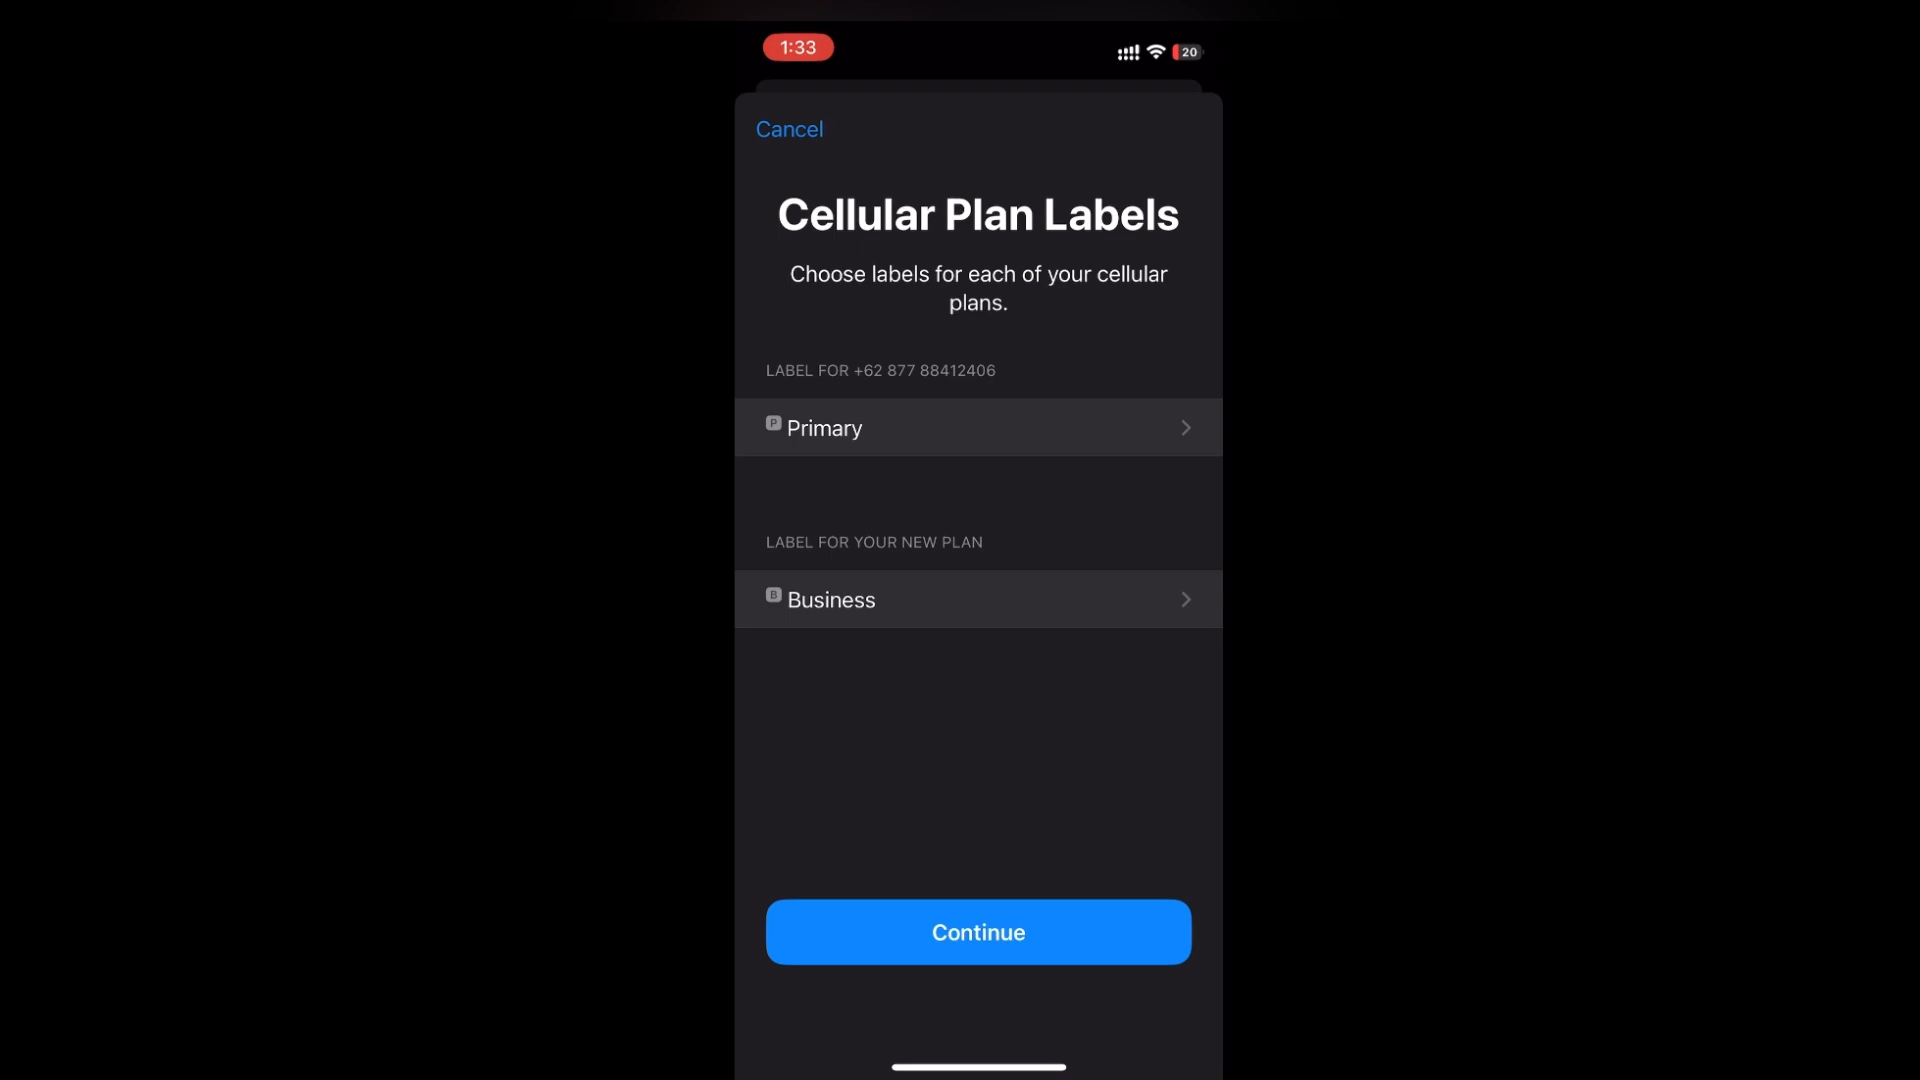 1:33
20
Cancel
Cellular Plan Labels
Choose labels for each of your cellular
plans.
LABEL FOR +62 877 88412406
P Primary
LABEL FOR YOUR NEW PLAN
B Business
Continue